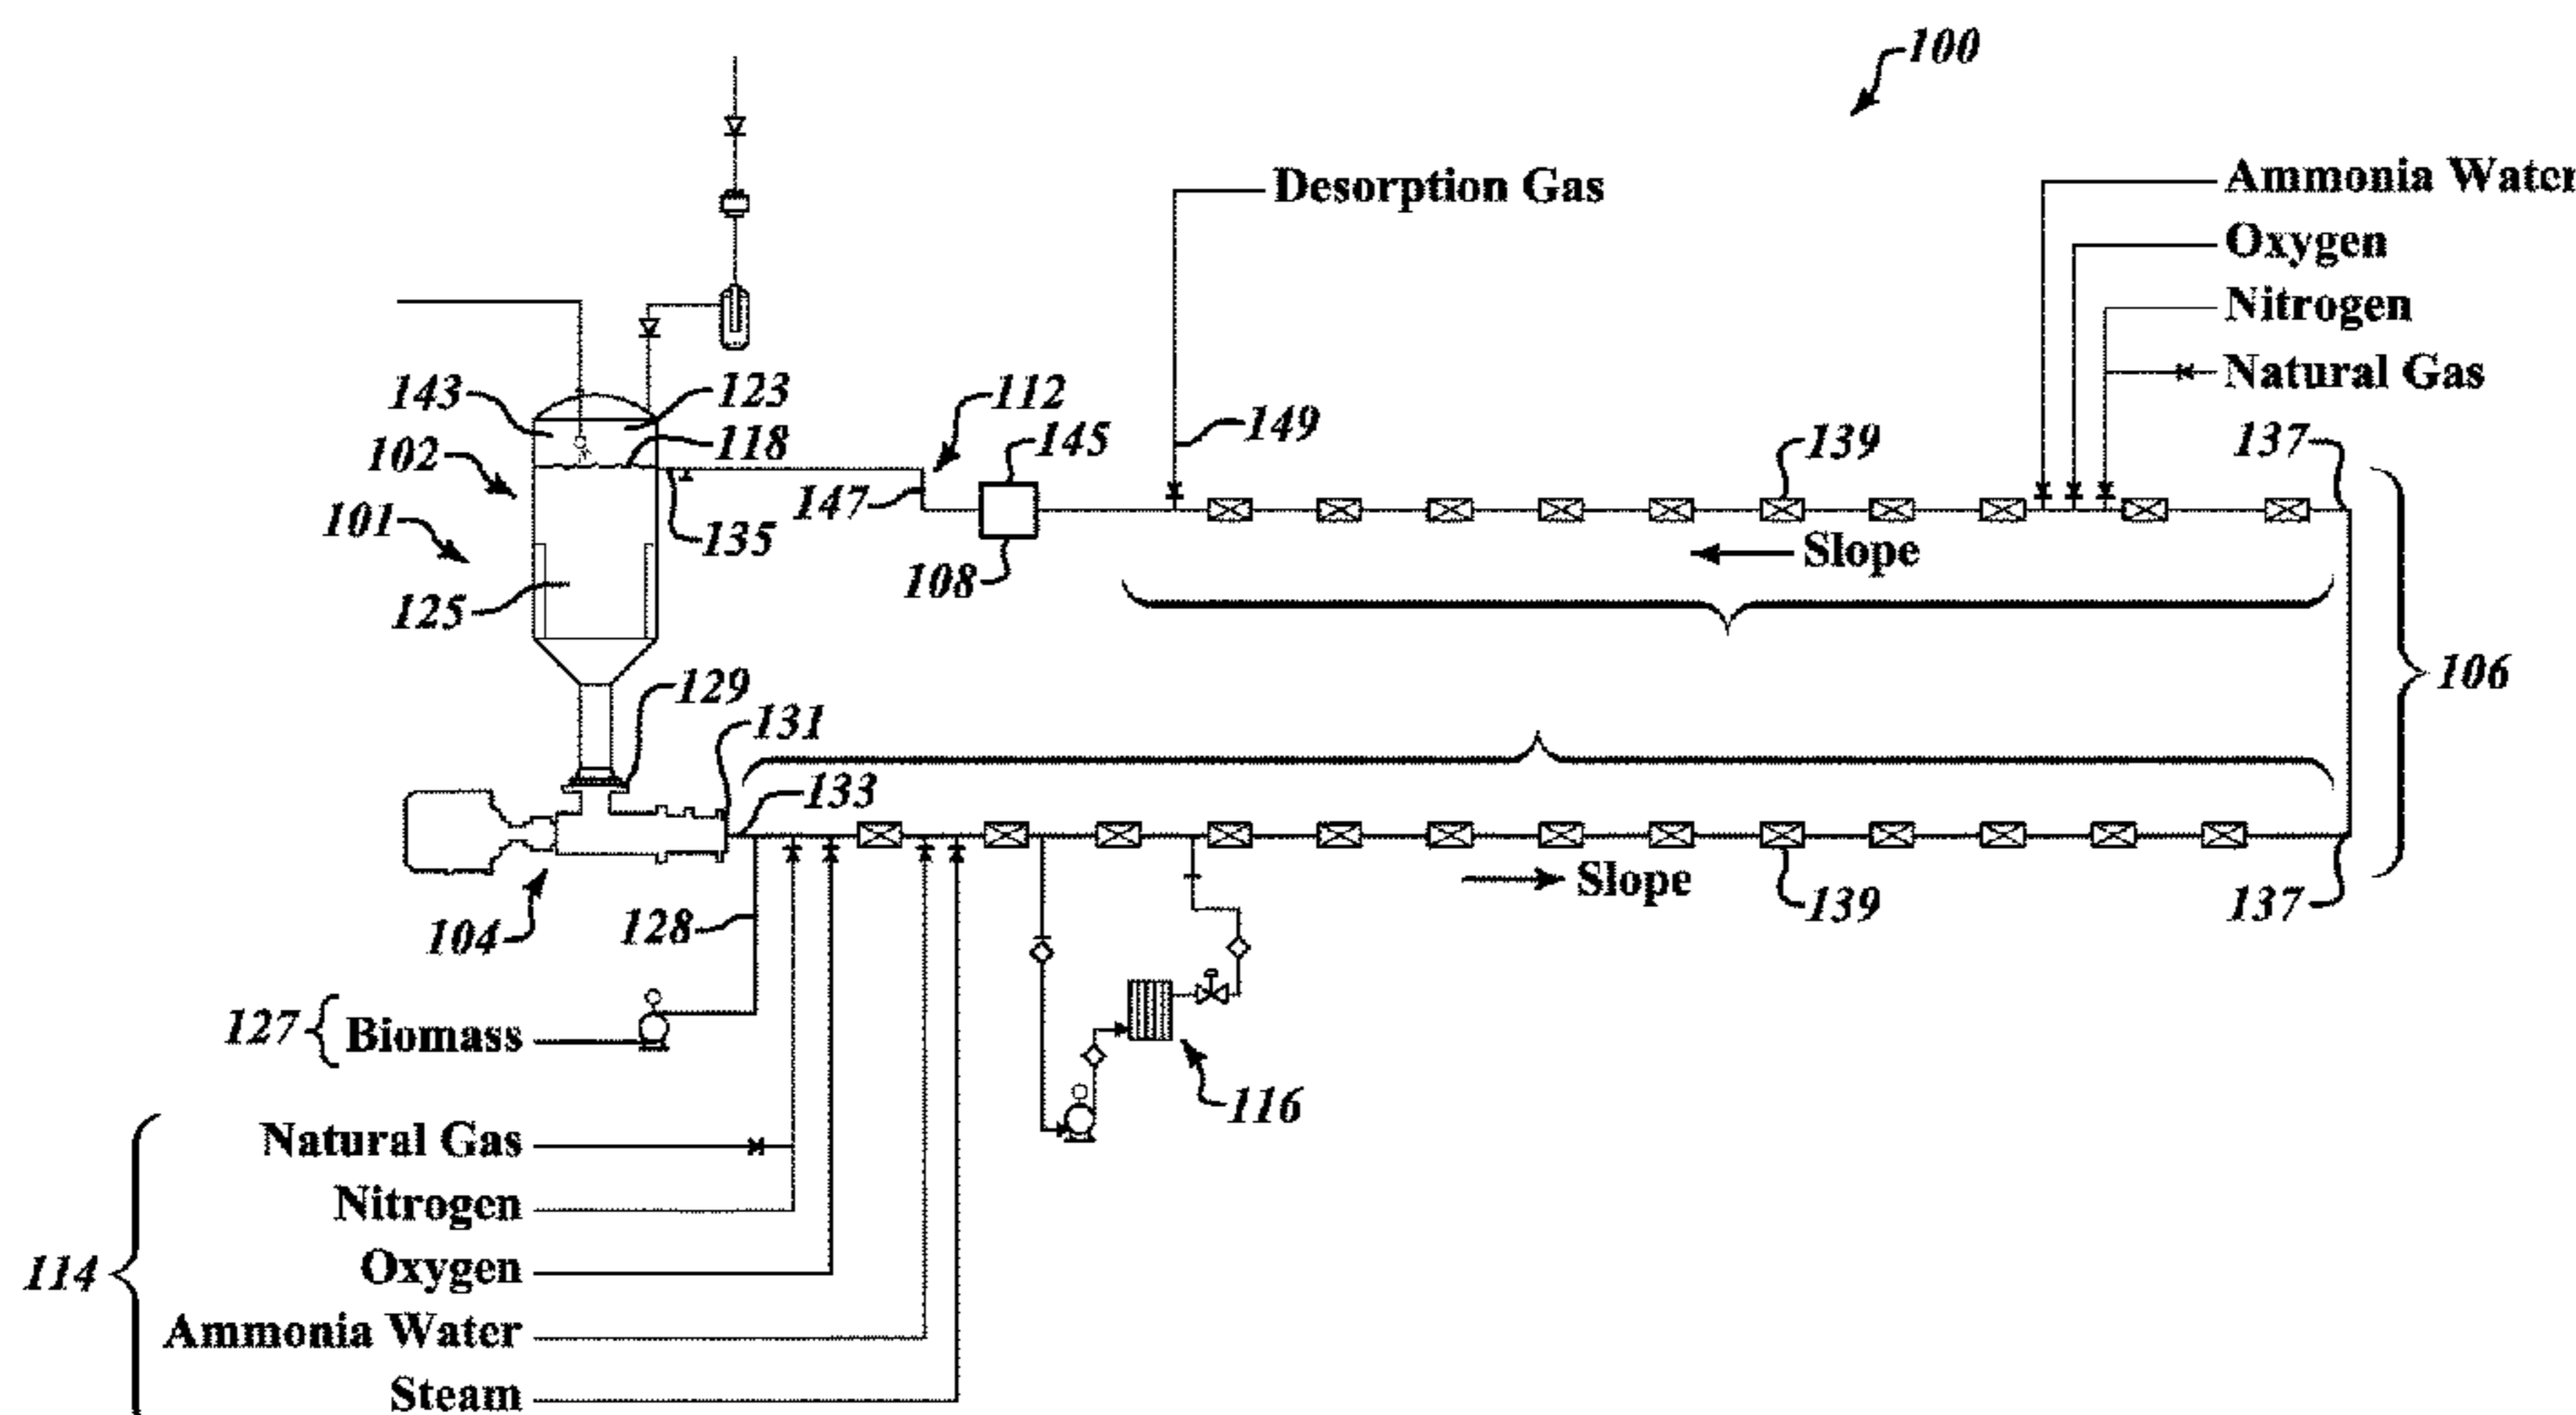 100
Desorption Gas
Ammonia Water
Oxygen
Nitrogen
Natural Gas
143
123
112
118
149
145
139
137
102
147
101
135
108
Slope
125
106
129
131
133
128
Slope
139
137
104
127
Biomass
116
Natural Gas
Nitrogen
114
Oxygen
Ammonia Water
Steam